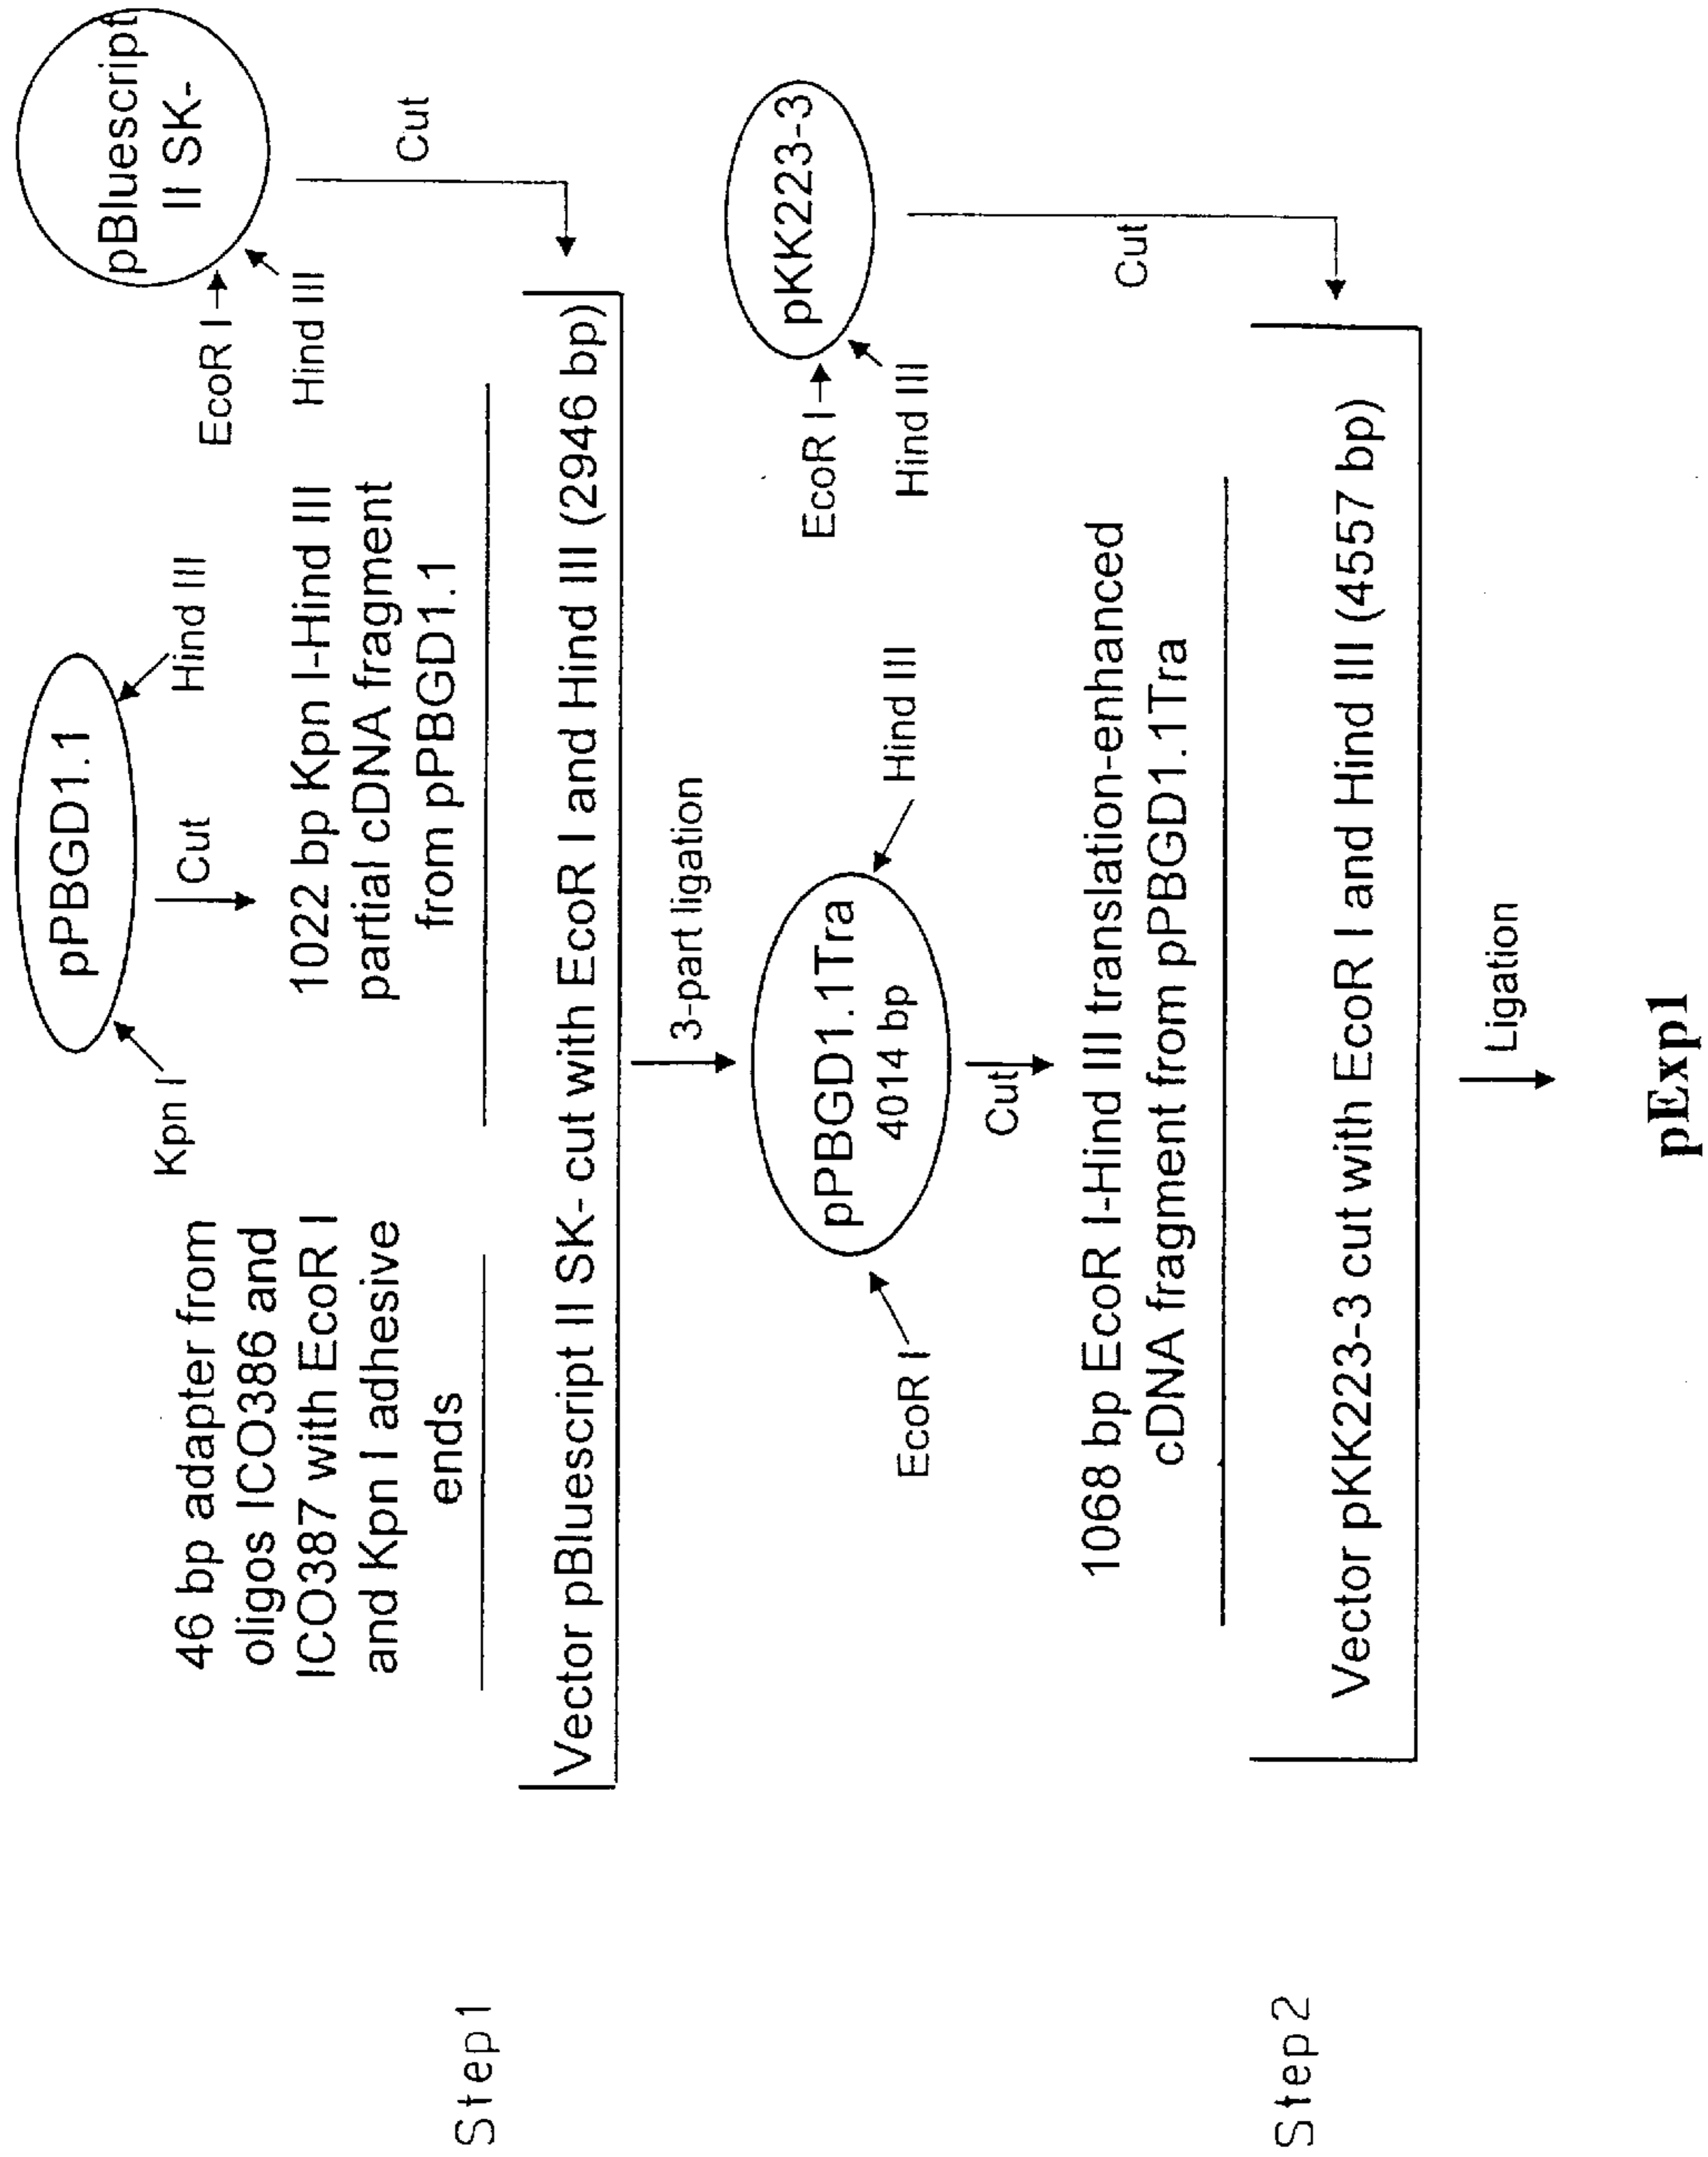 pPBGD1.1
Kpn I
Hind III
Cut
pBluescript
II SK-
EcoR I
Hind III
Cut
46 bp adapter from
oligos ICO386 and
ICO387 with EcoR I
and Kpn I adhesive
ends
1022 bp Kpn I-Hind III
partial cDNA fragment
from pPBGD1.1
Step1
Vector pBluescript II SK- cut with EcoR I and Hind III (2946 bp)
3-part ligation
pPBGD1.1Tra
4014 bp
EcoR I
Hind III
Cut
pKK223-3
EcoR I
Hind III
Cut
1068 bp EcoR I-Hind III translation-enhanced
cDNA fragment from pPBGD1.1Tra
Step2
Vector pKK223-3 cut with EcoR I and Hind III (4557 bp)
Ligation
pExp1